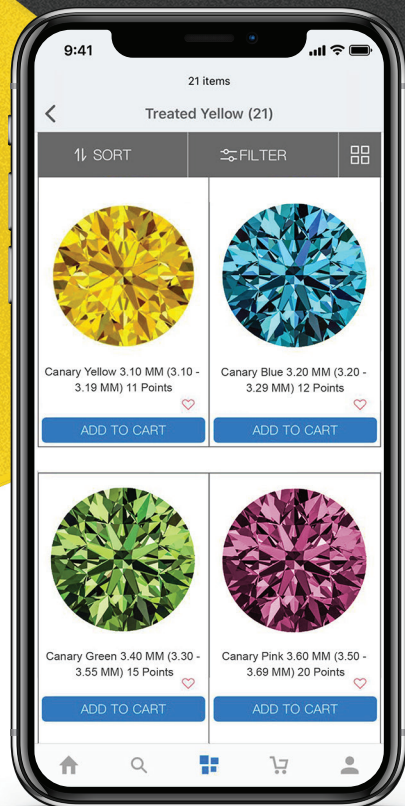 9:41
21 items
Treated Yellow (21)
SORT
FILTER
Canary Yellow 3.10 MM (3.10 -
3.19 MM) 11 Points
ADD TO CART
Canary Blue 3.20 MM (3.20 -
3.29 MM) 12 Points
ADD TO CART
Canary Green 3.40 MM (3.30 -
3.55 MM) 15 Points
ADD TO CART
Canary Pink 3.60 MM (3.50 -
3.69 MM) 20 Points
ADD TO CART